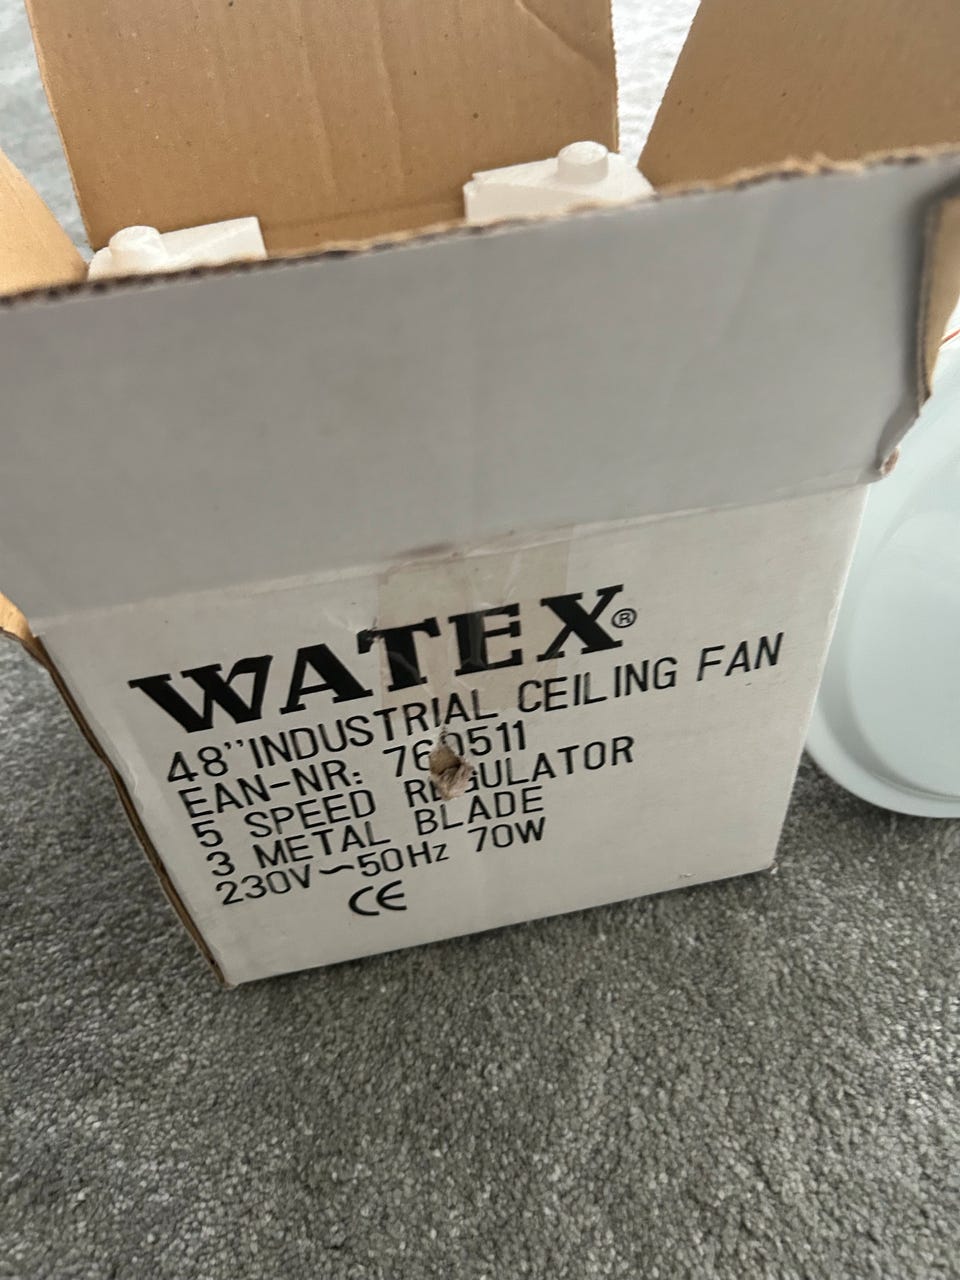 WATEX®
48" INDUSTRIAL CEILING FAN
EAN-NR: 760511
5 SPEED REGULATOR
3 METAL BLADE
230V ~50Hz 70W
CE